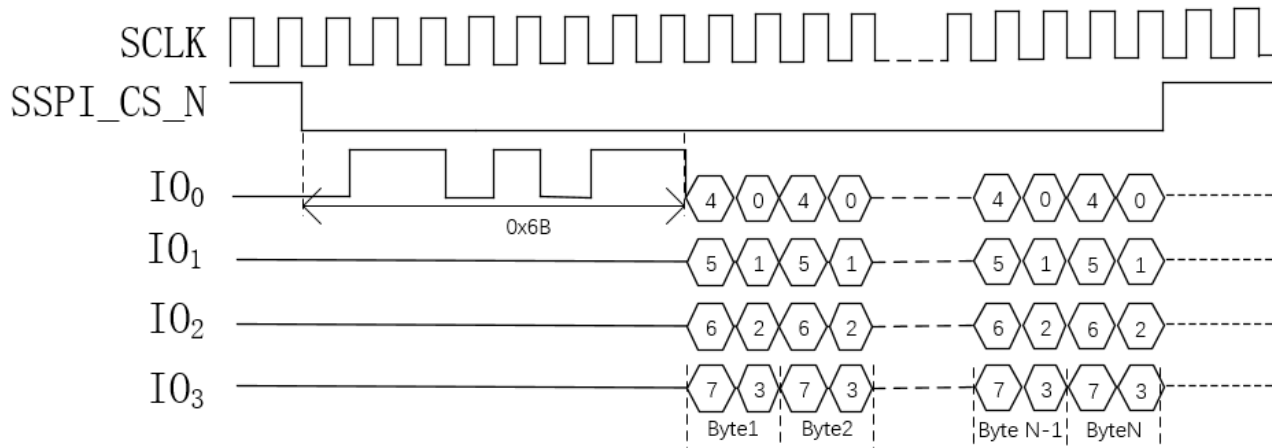 SCLK
SSPI_CS_N
IO0
4 0 4 0 4 0 4 0
0x6B
IO1
5 1 5 1 5 1 5 1
IO2
6 2 6 2 6 2 6 2
IO3
7 3 7 3 7 3 7 3
Byte1 Byte2 Byte N-1 ByteN